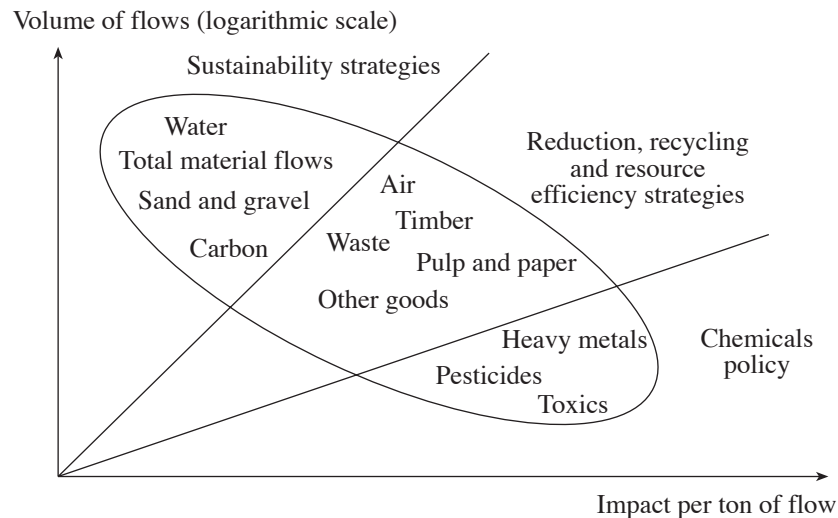 Volume of flows (logarithmic scale)
Sustainability strategies
Water
Total material flows
Sand and gravel
Carbon
Reduction, recycling
and resource
efficiency strategies
Air
Timber
Waste
Pulp and paper
Other goods
Heavy metals
Pesticides
Toxics
Chemicals
policy
Impact per ton of flow